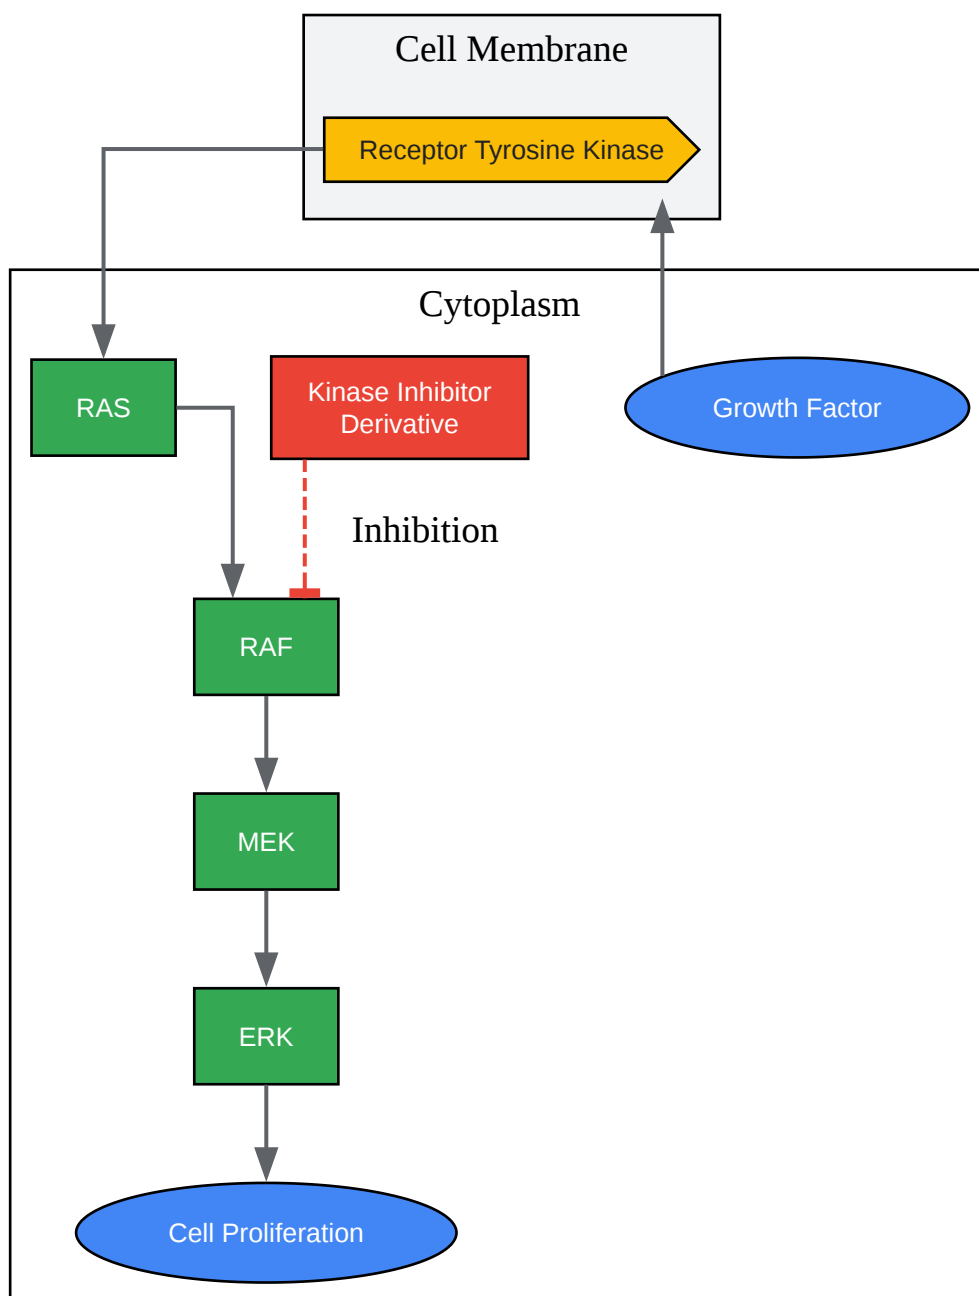 Cell Membrane
Receptor Tyrosine Kinase
Cytoplasm
RAS
Kinase Inhibitor
Derivative
Growth Factor
Inhibition
RAF
MEK
ERK
Cell Proliferation